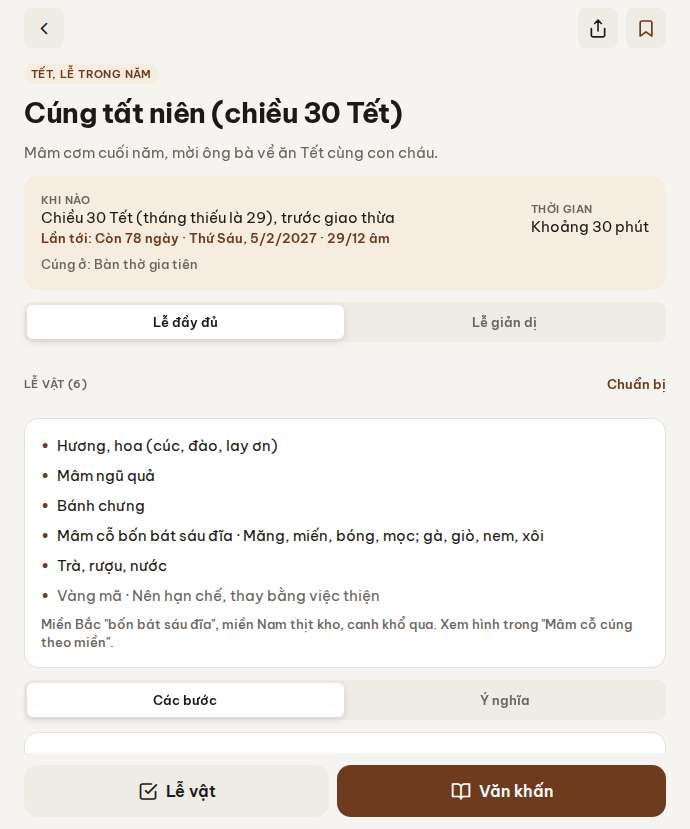 TẾT, LỄ TRONG NĂM
Cúng tất niên (chiều 30 Tết)
Mâm cơm cuối năm, mời ông bà về ăn Tết cùng con cháu.
KHI NÀO
Chiều 30 Tết (tháng thiếu là 29), trước giao thừa
Lần tới: Còn 78 ngày · Thứ Sáu, 5/2/2027 · 29/12 âm
Cúng ở: Bàn thờ gia tiên
THỜI GIAN
Khoảng 30 phút
Lễ đầy đủ
Lễ giản dị
LỄ VẬT (6)
Chuẩn bị
• Hương, hoa (cúc, đào, lay ơn)
• Mâm ngũ quả
• Bánh chưng
• Mâm cỗ bốn bát sáu đĩa · Măng, miến, bóng, mọc; gà, giò, nem, xôi
• Trà, rượu, nước
• Vàng mã · Nên hạn chế, thay bằng việc thiện
Miền Bắc "bốn bát sáu đĩa", miền Nam thịt kho, canh khổ qua. Xem hình trong "Mâm cỗ cúng
theo miền".
Các bước
Ý nghĩa
Lễ vật
Văn khấn